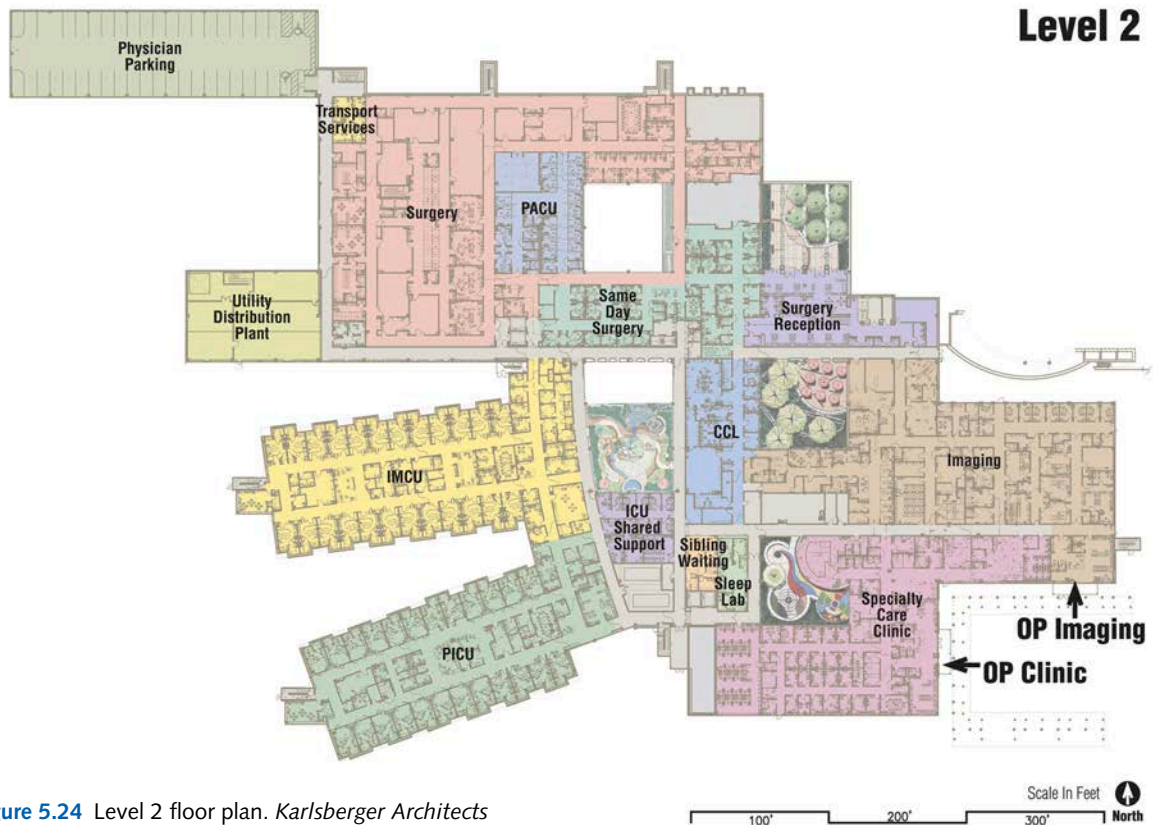 Level 2
Physician
Parking
Transport
Services
Surgery
PACU
Utility
Distribution
Plant
Same
Day
Surgery
Surgery
Reception
IMCU
CCL
Imaging
ICU
Shared
Support
Sibling
Waiting
Sleep
Lab
Specialty
Care
Clinic
PICU
OP Imaging
OP Clinic
Scale In Feet
North
100'
200'
300'
gure 5.24 Level 2 floor plan. Karlsberger Architects